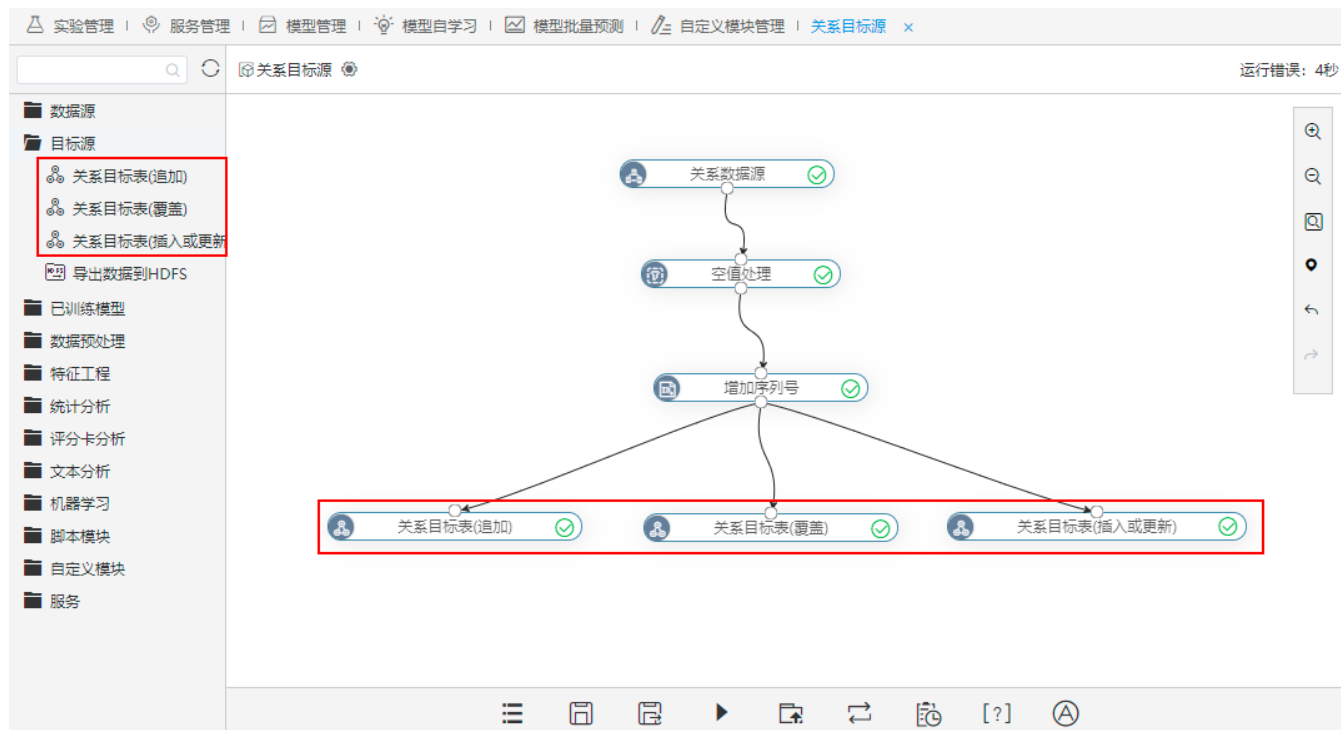 实验管理 服务管理 模型管理 模型自学习 模型批量预测 自定义模块管理 关系目标源 ×
关系目标源 运行错误：4秒
数据源
目标源
关系目标表(追加)
关系目标表(覆盖)
关系目标表(插入或更新
导出数据到HDFS
已训练模型
数据预处理
特征工程
统计分析
评分卡分析
文本分析
机器学习
脚本模块
自定义模块
服务
关系数据源
空值处理
增加序列号
关系目标表(追加) 关系目标表(覆盖) 关系目标表(插入或更新)
[?] A